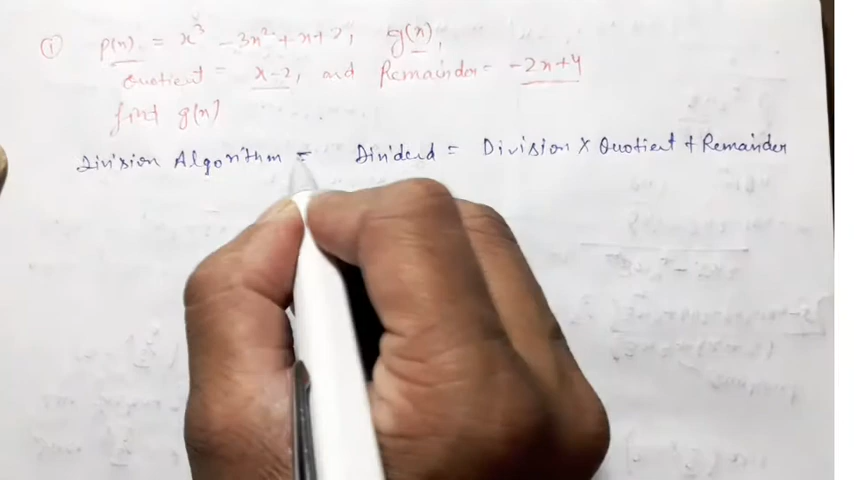 ① p(x) = x³ - 3x² + x + 2, g(x),
Quotient = x-2, and Remainder = -2x+4
find g(x)
Division Algorithm = Dividend = Division × Quotient + Remainder